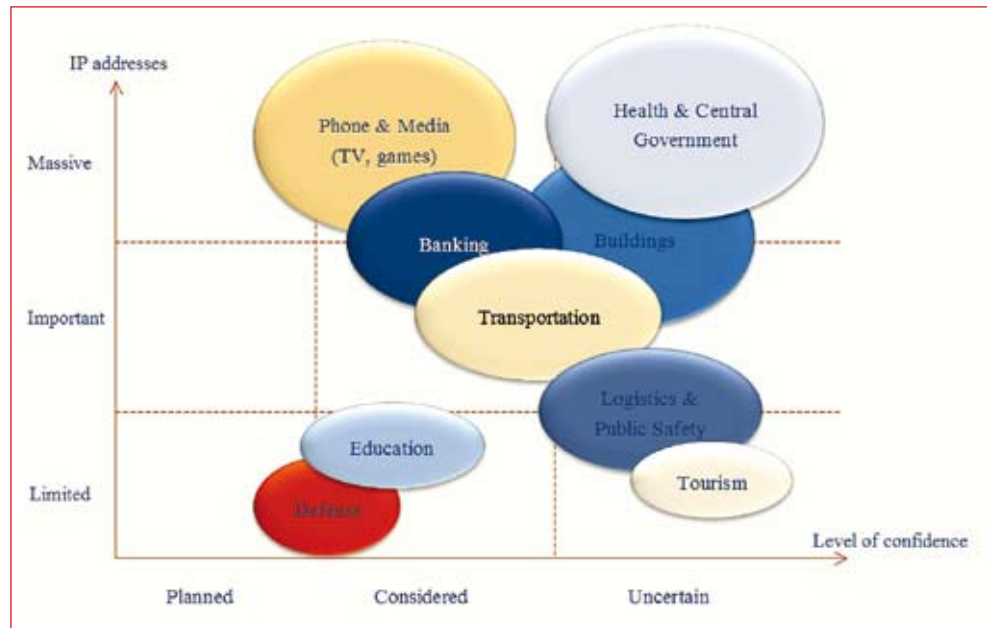 IP addresses
Health & Central
Government
Phone & Media
(TV, games)
Massive
Banking
Buildings
Important
Transportation
Logistics &
Public Safety
Education
Tourism
Limited
Defense
Level of confidence
Planned
Considered
Uncertain